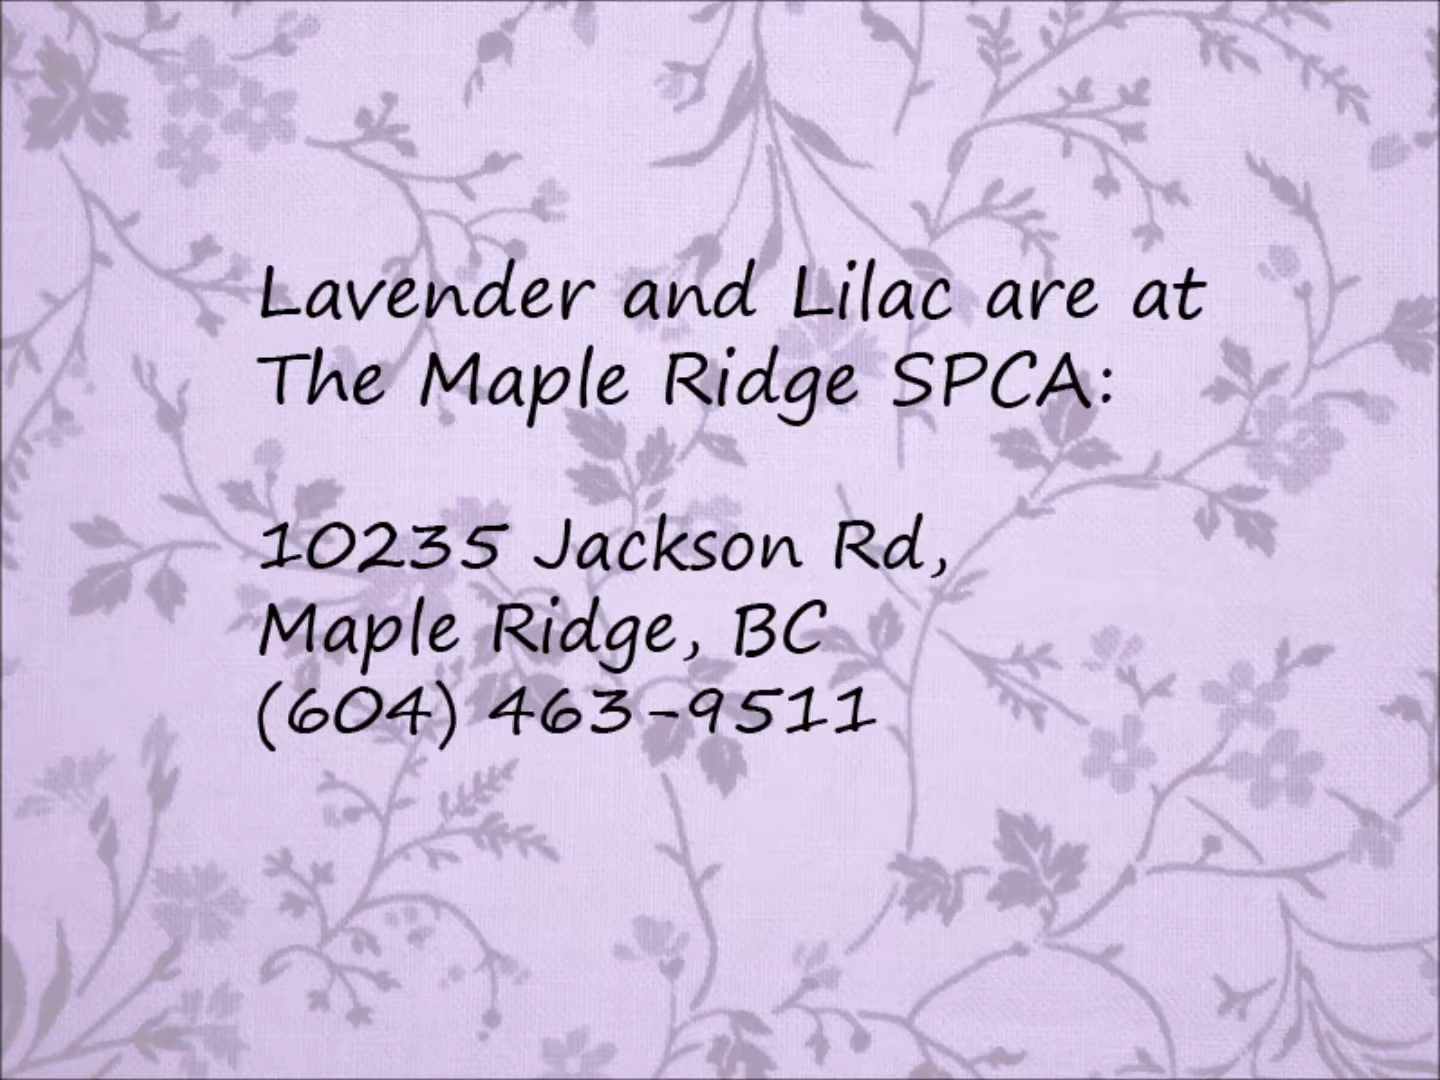 Lavender and Lilac are at
The Maple Ridge SPCA:
10235 Jackson Rd,
Maple Ridge, BC
(604) 463-9511